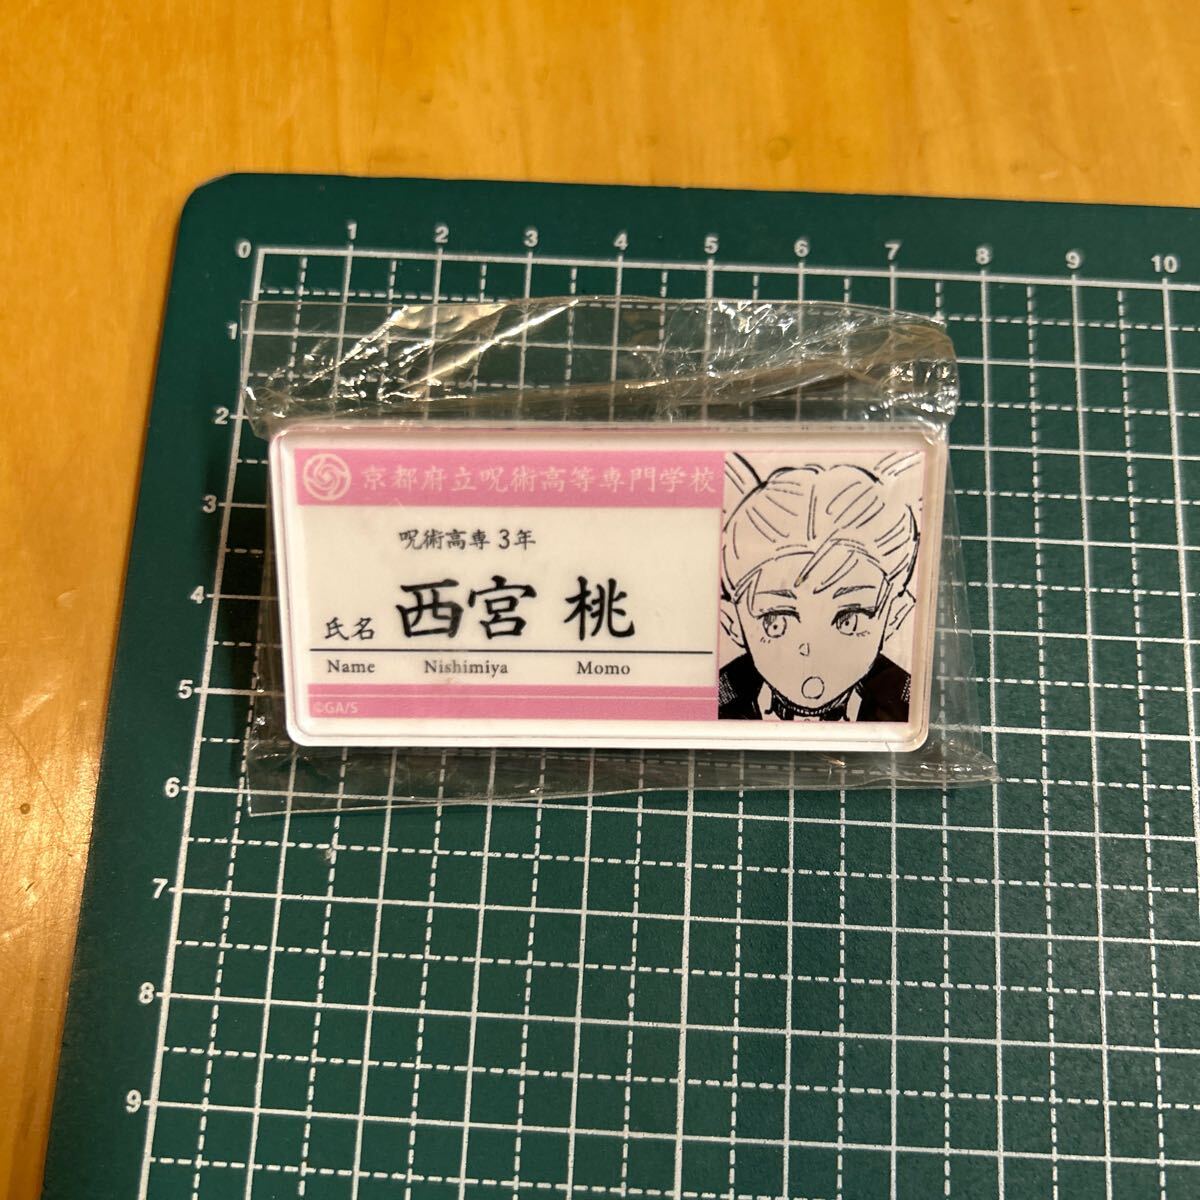 0 1 2 3 4 5 6 7 8 9 10
1
2
3
4
5
6
7
8
9
京都府立呪術高等専門学校
呪術高専 3年
氏名 西宮 桃
Name Nishimiya Momo
©GA/S